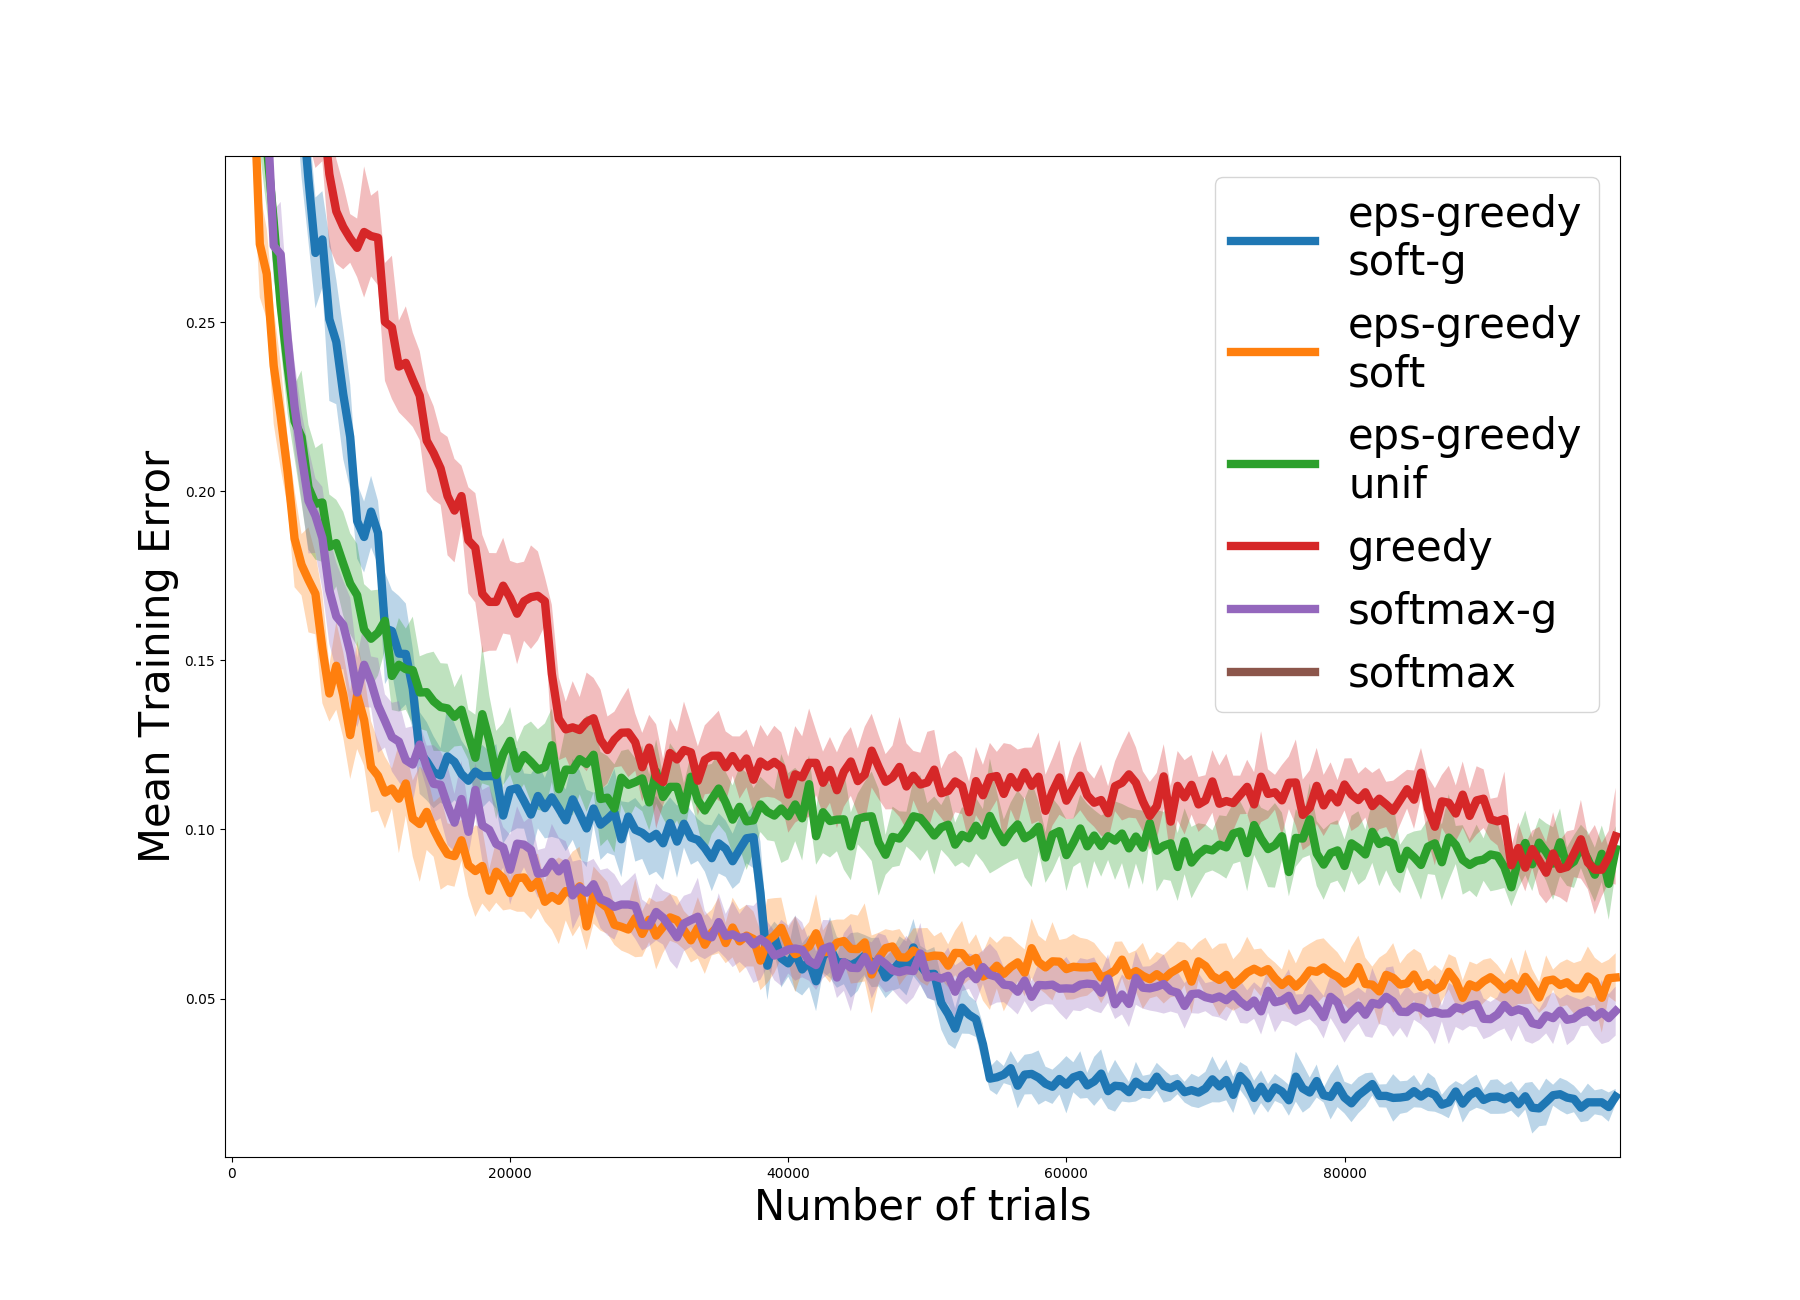 eps-greedy
soft-g
eps-greedy
soft
eps-greedy
unif
greedy
softmax-g
softmax
0.25
0.20
0.15
0.10
0.05
Mean Training Error
0 20000 40000 60000 80000
Number of trials